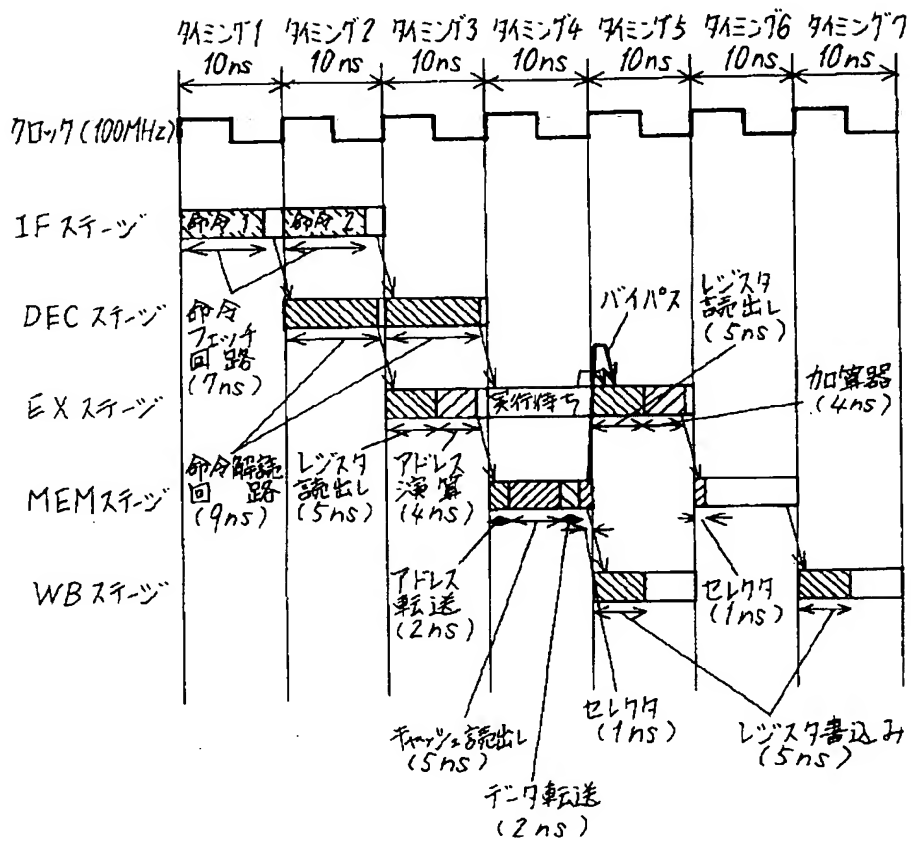 タイミング1 タイミング2 タイミング3 タイミング4 タイミング5 タイミング6 タイミング7
10ns 10ns 10ns 10ns 10ns 10ns 10ns
クロック(100MHz)
IFステージ
命令1 命令2
DECステージ
命令
フェッチ
回路
(7ns)
バイパス
レジスタ
読出し
(5ns)
EXステージ
実行待ち
加算器
(4ns)
命令解読
回路
(9ns)
レジスタ
読出し
(5ns)
アドレス
演算
(4ns)
MEMステージ
アドレス
転送
(2ns)
セレクタ
(1ns)
WBステージ
キャッシュ読出し
(5ns)
データ転送
(2ns)
セレクタ
(1ns)
レジスタ書込み
(5ns)